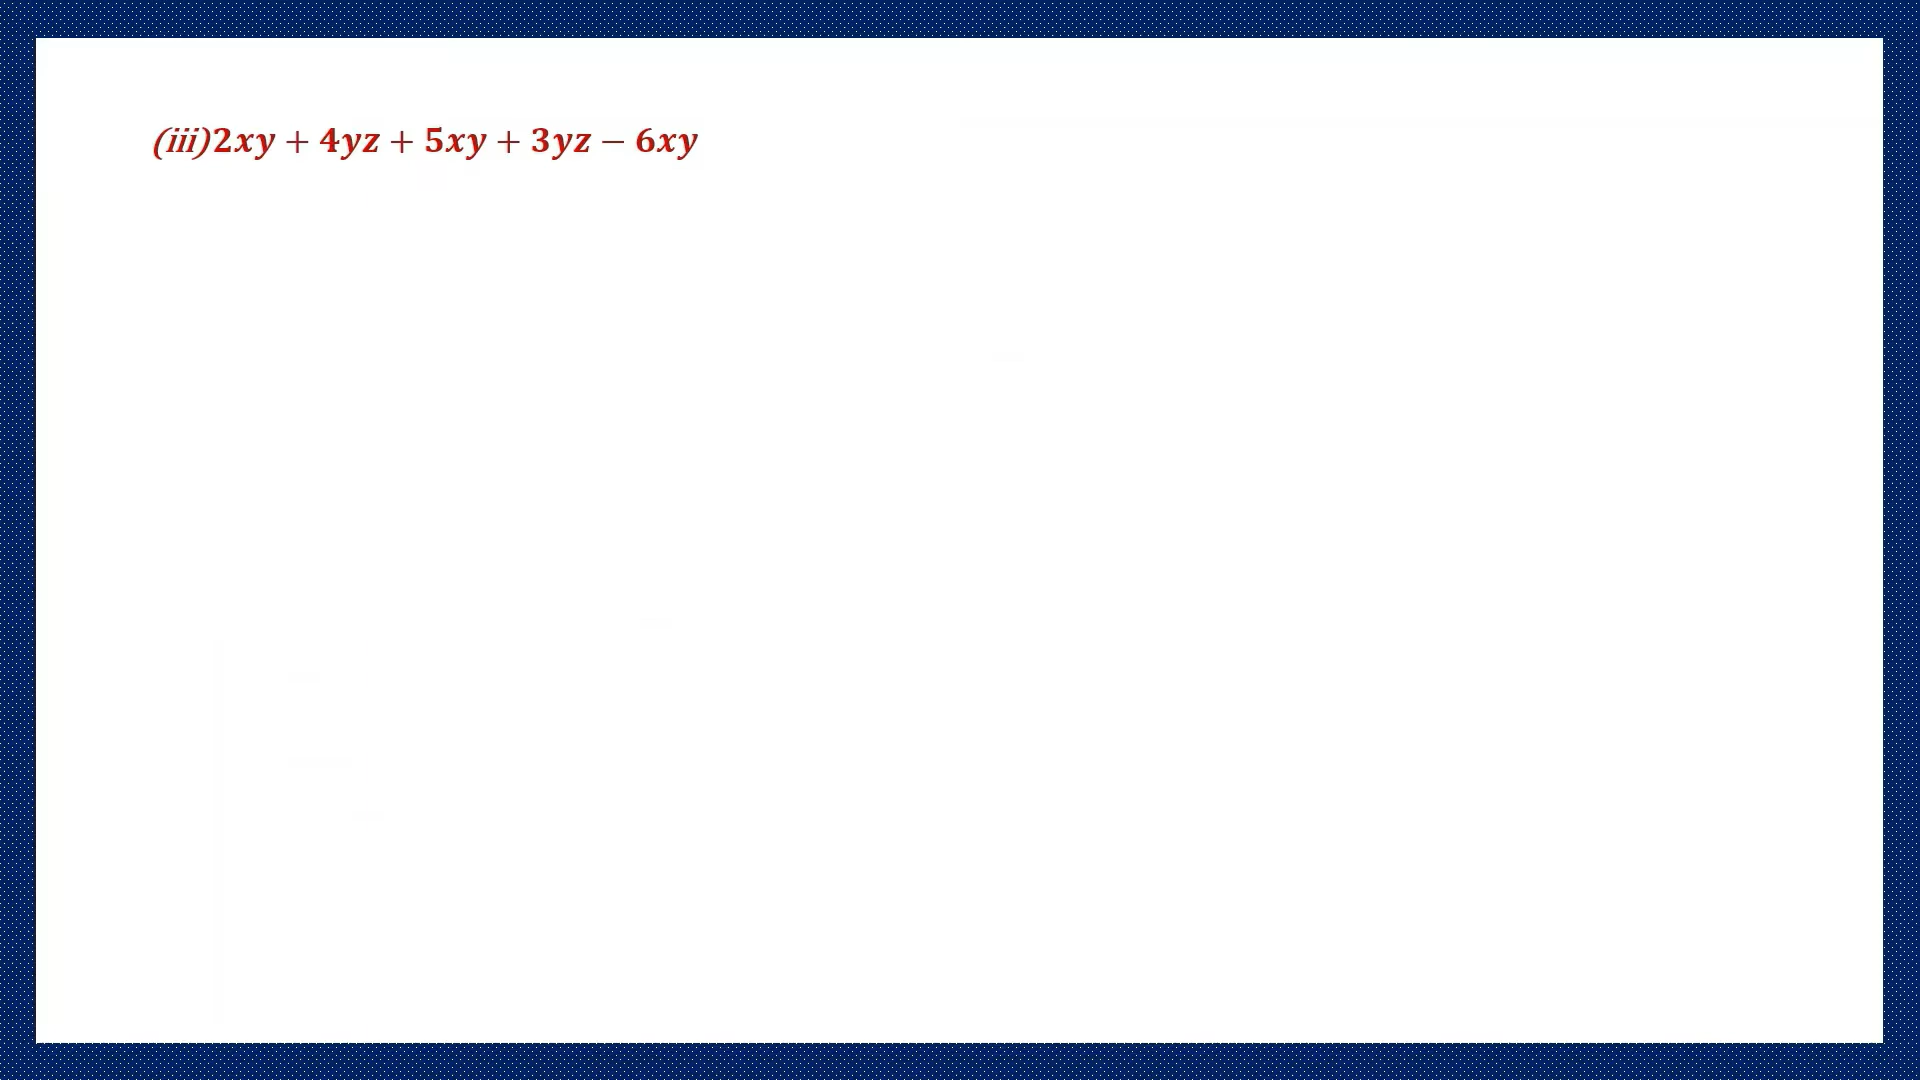 (iii)2xy + 4yz + 5xy + 3yz − 6xy